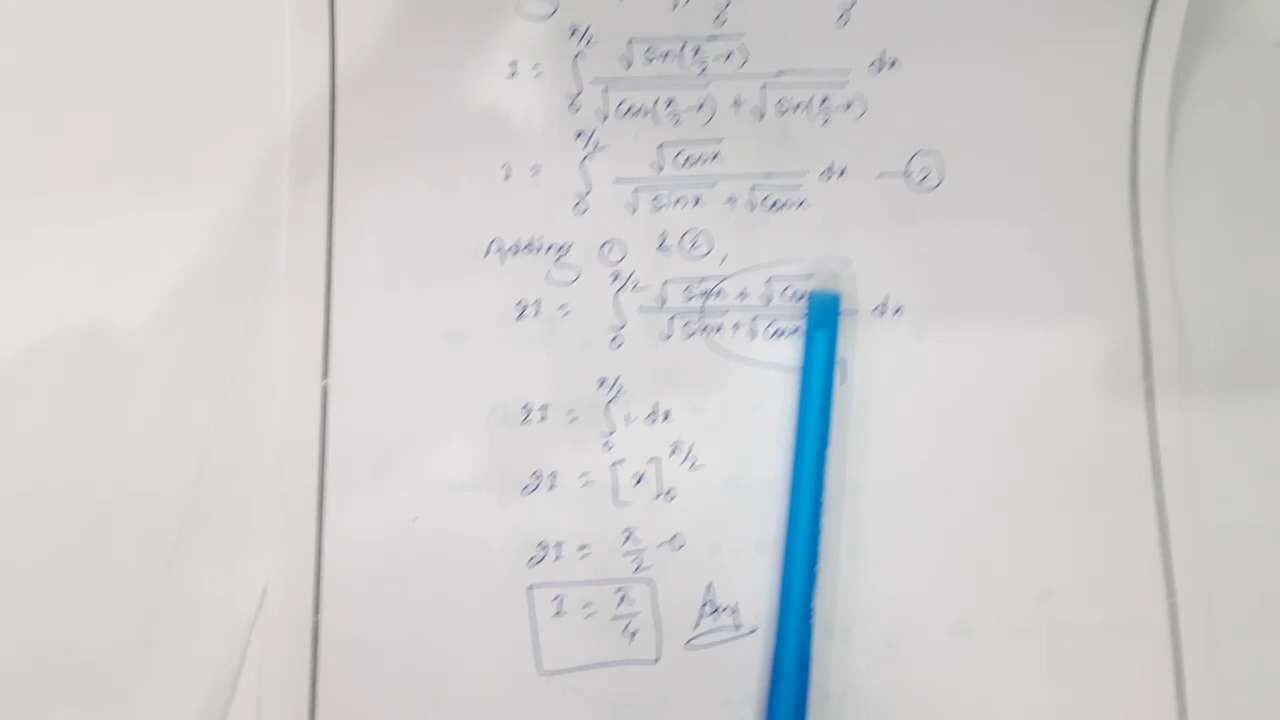 I = ∫₀^π/2 √sin(π/2-x) / √cos(π/2-x) + √sin(π/2-x) dx
I = ∫₀^π/2 √cosx / √sinx + √cosx dx —②
Adding ① & ②,
2I = ∫₀^π/2 √sinx + √cos / √sinx + √cosx dx
2I = ∫₀^π/2 1 dx
2I = [x]₀^π/2
2I = π/2 - 0
I = π/4 Ans